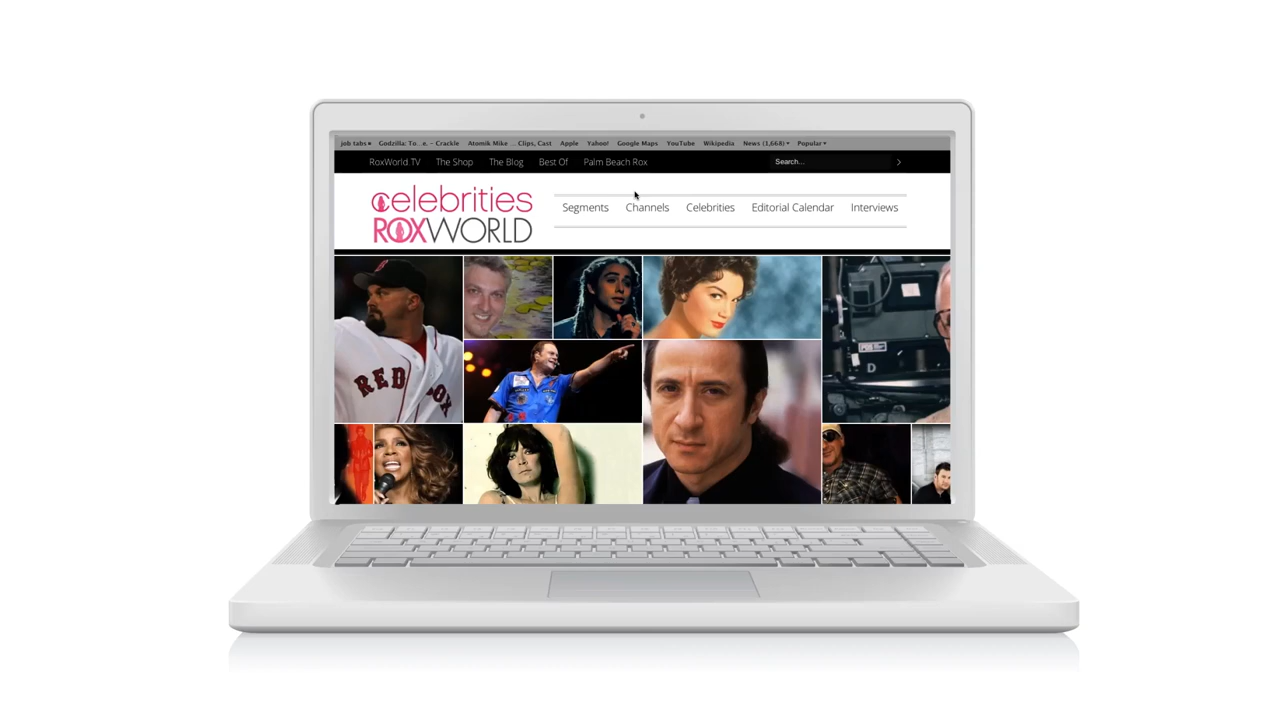 job tabs Godzilla: To...e. - Crackle Atomik Mike ... Clips, Cast Apple Yahoo! Google Maps YouTube Wikipedia News (1,668) Popular
RoxWorld.TV The Shop The Blog Best Of Palm Beach Rox Search...
celebrities
ROXWORLD
Segments Channels Celebrities Editorial Calendar Interviews
RED SOX
D